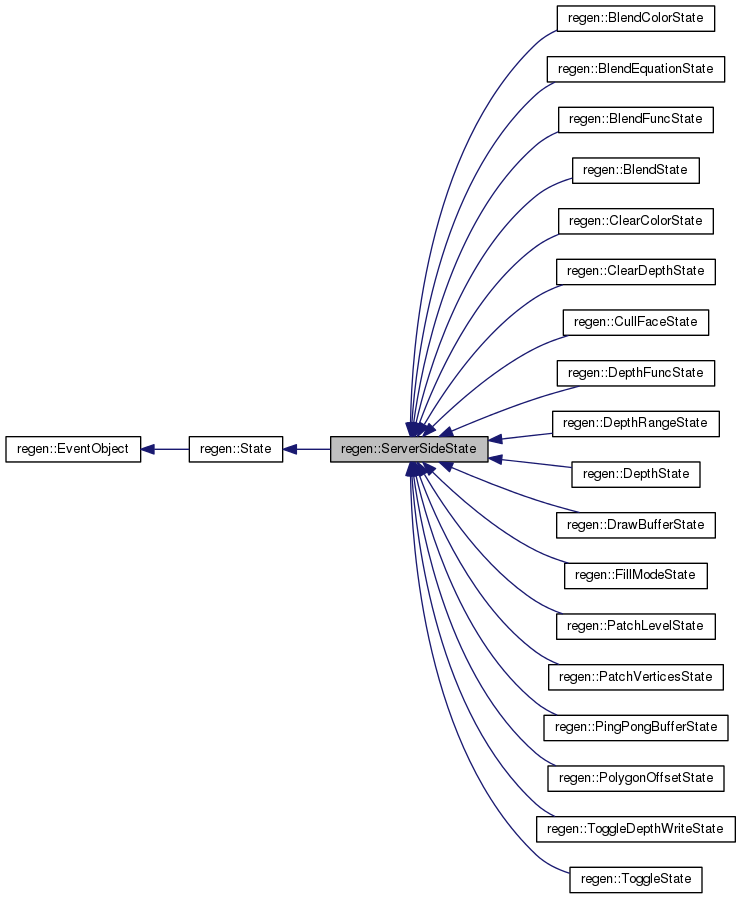 regen::BlendColorState
regen::BlendEquationState
regen::BlendFuncState
regen::BlendState
regen::ClearColorState
regen::ClearDepthState
regen::CullFaceState
regen::DepthFuncState
regen::DepthRangeState
regen::EventObject
regen::State
regen::ServerSideState
regen::DepthState
regen::DrawBufferState
regen::FillModeState
regen::PatchLevelState
regen::PatchVerticesState
regen::PingPongBufferState
regen::PolygonOffsetState
regen::ToggleDepthWriteState
regen::ToggleState